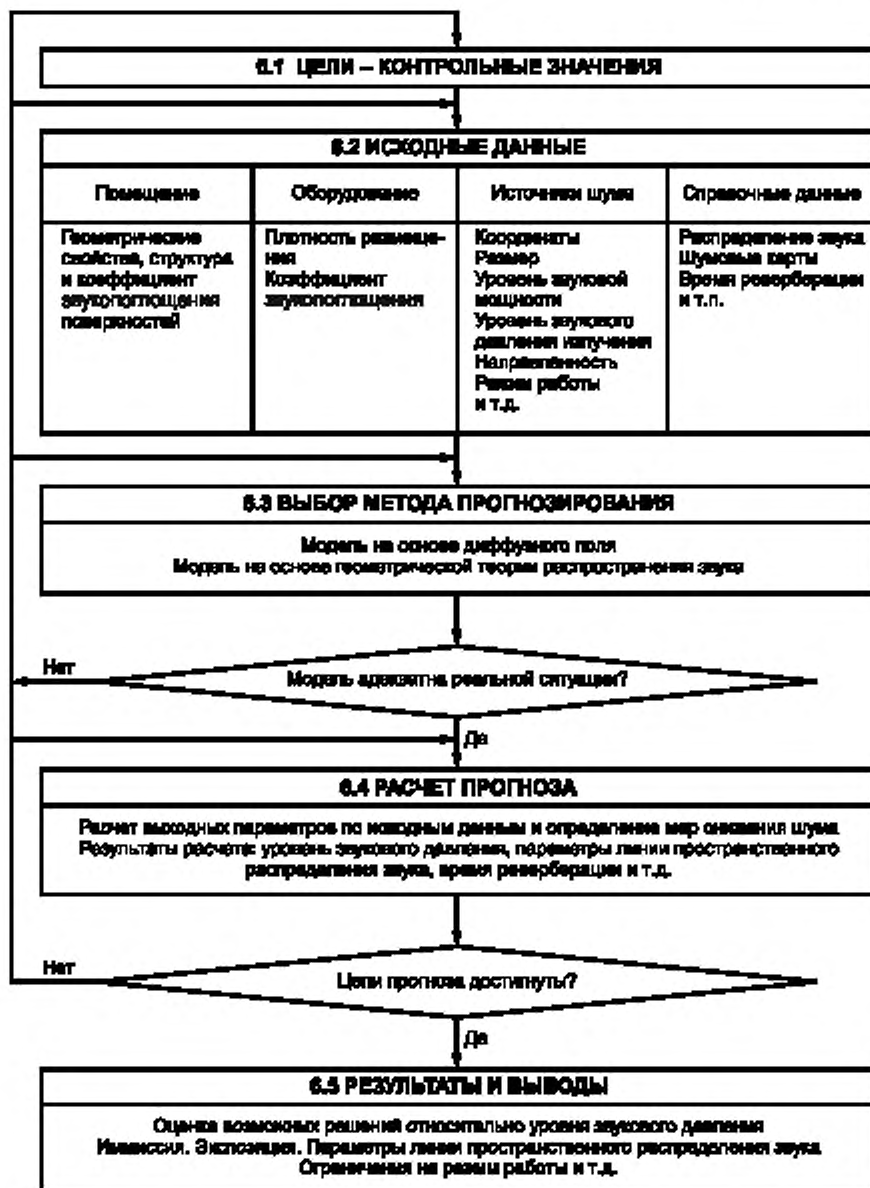 6.1 ЦЕЛИ – КОНТРОЛЬНЫЕ ЗНАЧЕНИЯ
6.2 ИСХОДНЫЕ ДАННЫЕ
Помещение
Геометрические
свойства, структура
и коэффициент
звукопоглощения
поверхностей
Оборудование
Плотность размеще-
ния
Коэффициент
звукопоглощения
Источники шума
Координаты
Размер
Уровень звуковой
мощности
Уровень звукового
давления излучения
Направленность
Режим работы
и т.д.
Справочные данные
Распределение звука
Шумовые карты
Время реверберации
и т.п.
6.3 ВЫБОР МЕТОДА ПРОГНОЗИРОВАНИЯ
Модель на основе диффузного поля
Модель на основе геометрической теории распространения звука
Нет
Модель адекватна реальной ситуации?
Да
6.4 РАСЧЕТ ПРОГНОЗА
Расчет выходных параметров по исходным данным и определение мер снижения шума
Результаты расчета: уровень звукового давления, параметры линии пространственного
распределения звука, время реверберации и т.д.
Нет
Цели прогноза достигнуты?
Да
6.5 РЕЗУЛЬТАТЫ И ВЫВОДЫ
Оценка возможных решений относительно уровня звукового давления
Иммиссия. Экспозиция. Параметры линии пространственного распределения звука
Ограничения на режим работы и т.д.